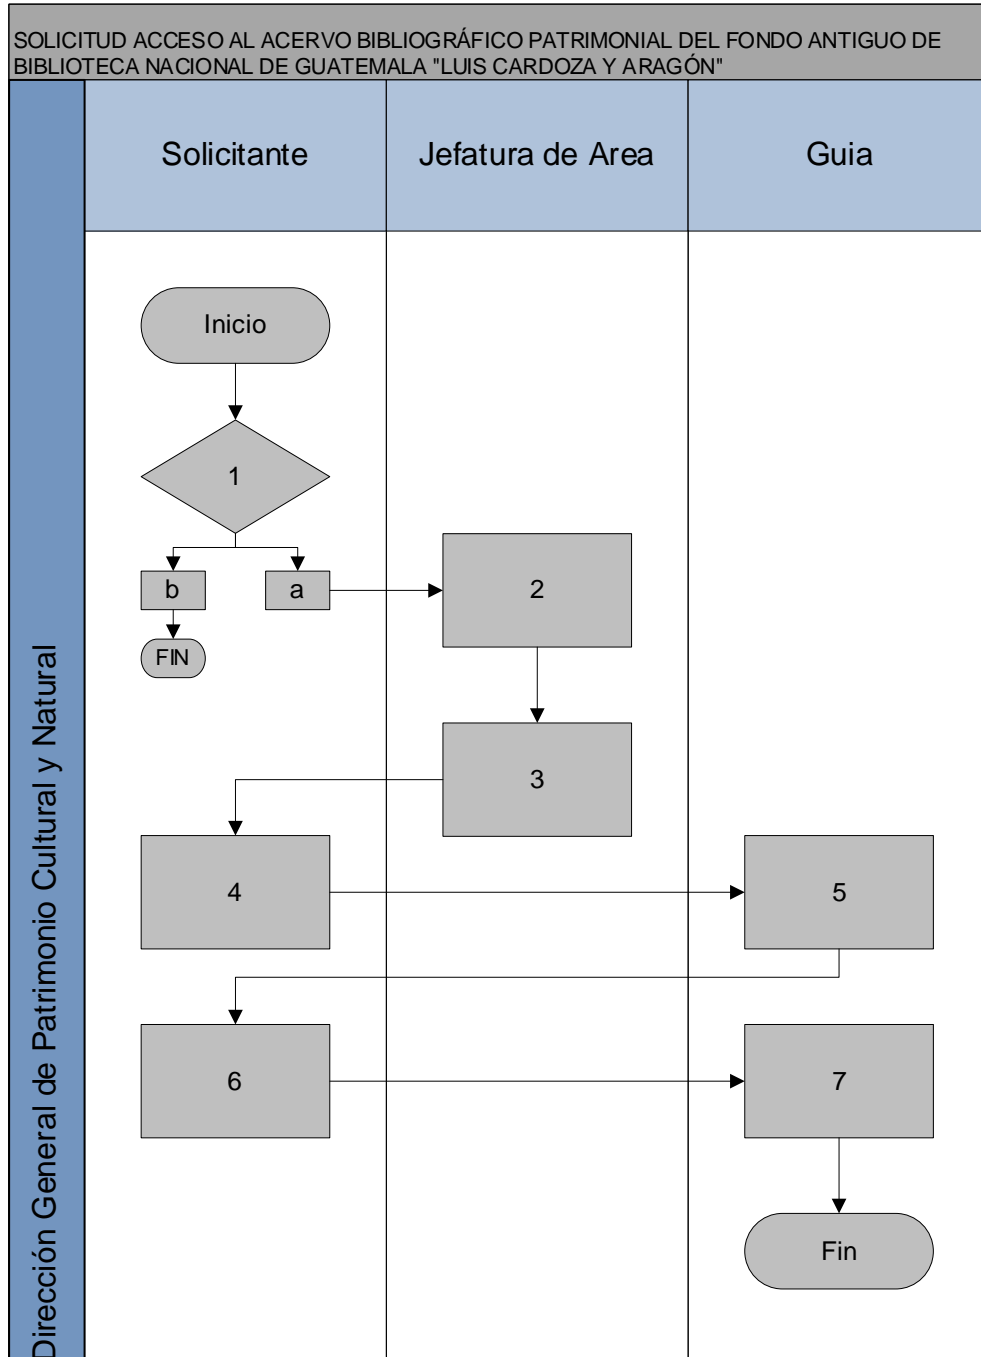 SOLICITUD ACCESO AL ACERVO BIBLIOGRÁFICO PATRIMONIAL DEL FONDO ANTIGUO DE
BIBLIOTECA NACIONAL DE GUATEMALA "LUIS CARDOZA Y ARAGÓN"
Dirección General de Patrimonio Cultural y Natural
Solicitante
Jefatura de Area
Guia
Inicio
1
b
a
2
FIN
3
4
5
6
7
Fin